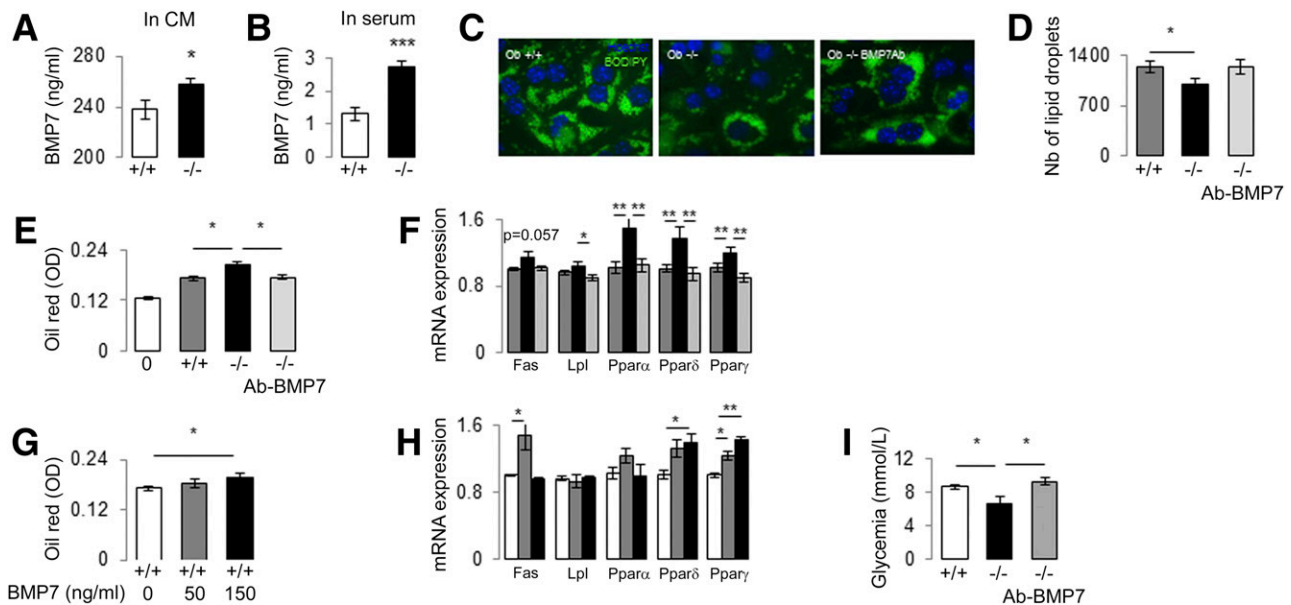 A In CM
BMP7 (ng/ml)
280
240
200
*
+/+ -/-
B In serum
BMP7 (ng/ml)
3
2
1
0
***
+/+ -/-
C
Ob +/+
BODIPY
Ob -/-
Ob -/- BMP7Ab
D
Nb of lipid droplets
1400
700
0
*
+/+ -/- -/-
Ab-BMP7
E
Oil red (OD)
0.24
0.12
0
* *
0 +/+ -/- -/-
Ab-BMP7
F
mRNA expression
1.6
0.8
0
p=0.057
* ** ** ** ** ** **
Fas Lpl Pparα Pparδ Pparγ
G
Oil red (OD)
0.24
0.12
0
*
+/+ +/+ +/+
BMP7 (ng/ml) 0 50 150
H
mRNA expression
1.6
0.8
0
* * * **
Fas Lpl Pparα Pparδ Pparγ
I
Glycemia (mmol/L)
12
8
4
0
* *
+/+ -/- -/-
Ab-BMP7